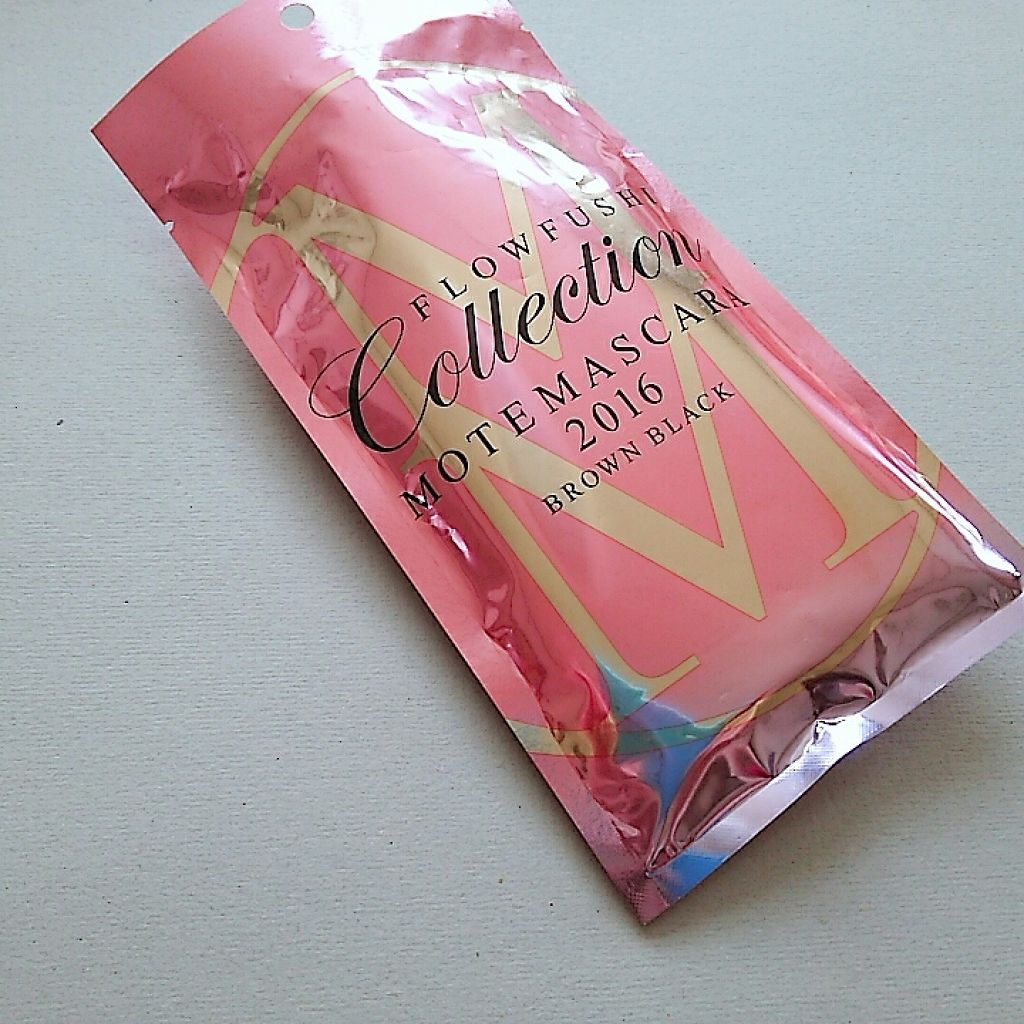 FLOWFUSHI
Collection
MOTEMASCARA
2016
BROWN BLACK
M